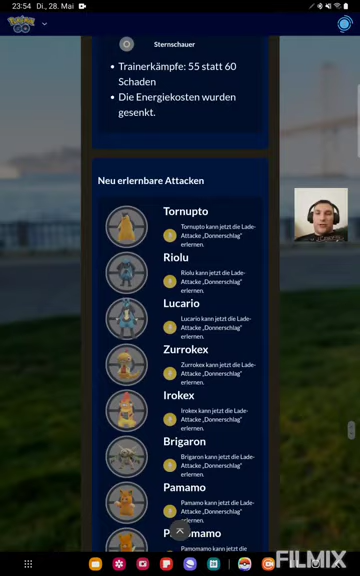 23:54 Di., 28. Mai
Pokémon
GO
Sternschauer
• Trainerkämpfe: 55 statt 60
Schaden
• Die Energiekosten wurden
gesenkt.
Neu erlernbare Attacken
Tornupto
Tornupto kann jetzt die Lade-
Attacke „Donnerschlag“
erlernen.
Riolu
Riolu kann jetzt die Lade-
Attacke „Donnerschlag“
erlernen.
Lucario
Lucario kann jetzt die Lade-
Attacke „Donnerschlag“
erlernen.
Zurrokex
Zurrokex kann jetzt die Lade-
Attacke „Donnerschlag“
erlernen.
Irokex
Irokex kann jetzt die Lade-
Attacke „Donnerschlag“
erlernen.
Brigaron
Brigaron kann jetzt die Lade-
Attacke „Donnerschlag“
erlernen.
Pamamo
Pamamo kann jetzt die Lade-
Attacke „Donnerschlag“
erlernen.
Pamomamo kann jetzt die
FILMIX